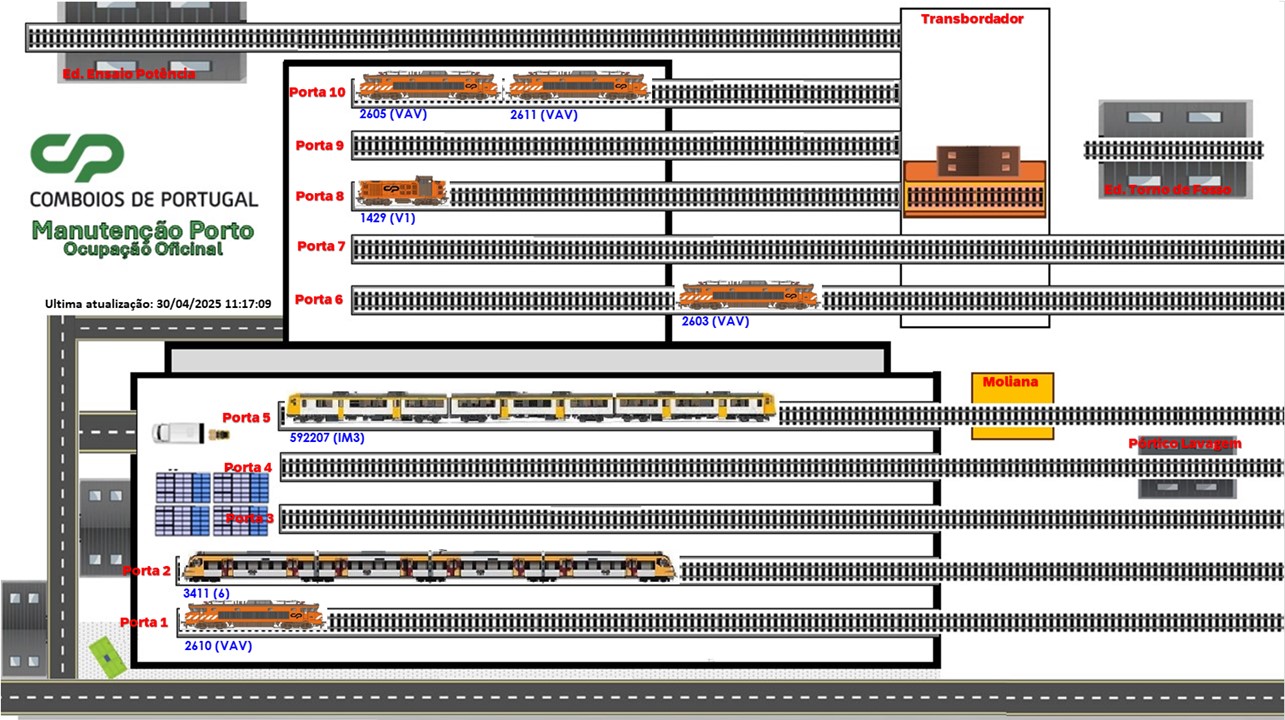 Transbordador
Ed. Ensaio Potência
Porta 10
2605 (VAV)
2611 (VAV)
Porta 9
CP
COMBOIOS DE PORTUGAL
Manutenção Porto
Ocupação Oficinal
Porta 8
1429 (V1)
Ed. Torno de Fosso
Porta 7
Ultima atualização: 30/04/2025 11:17:09
Porta 6
2603 (VAV)
Moliana
Porta 5
592207 (IM3)
Pórtico Lavagem
Porta 4
Porta 3
Porta 2
3411 (6)
Porta 1
2610 (VAV)